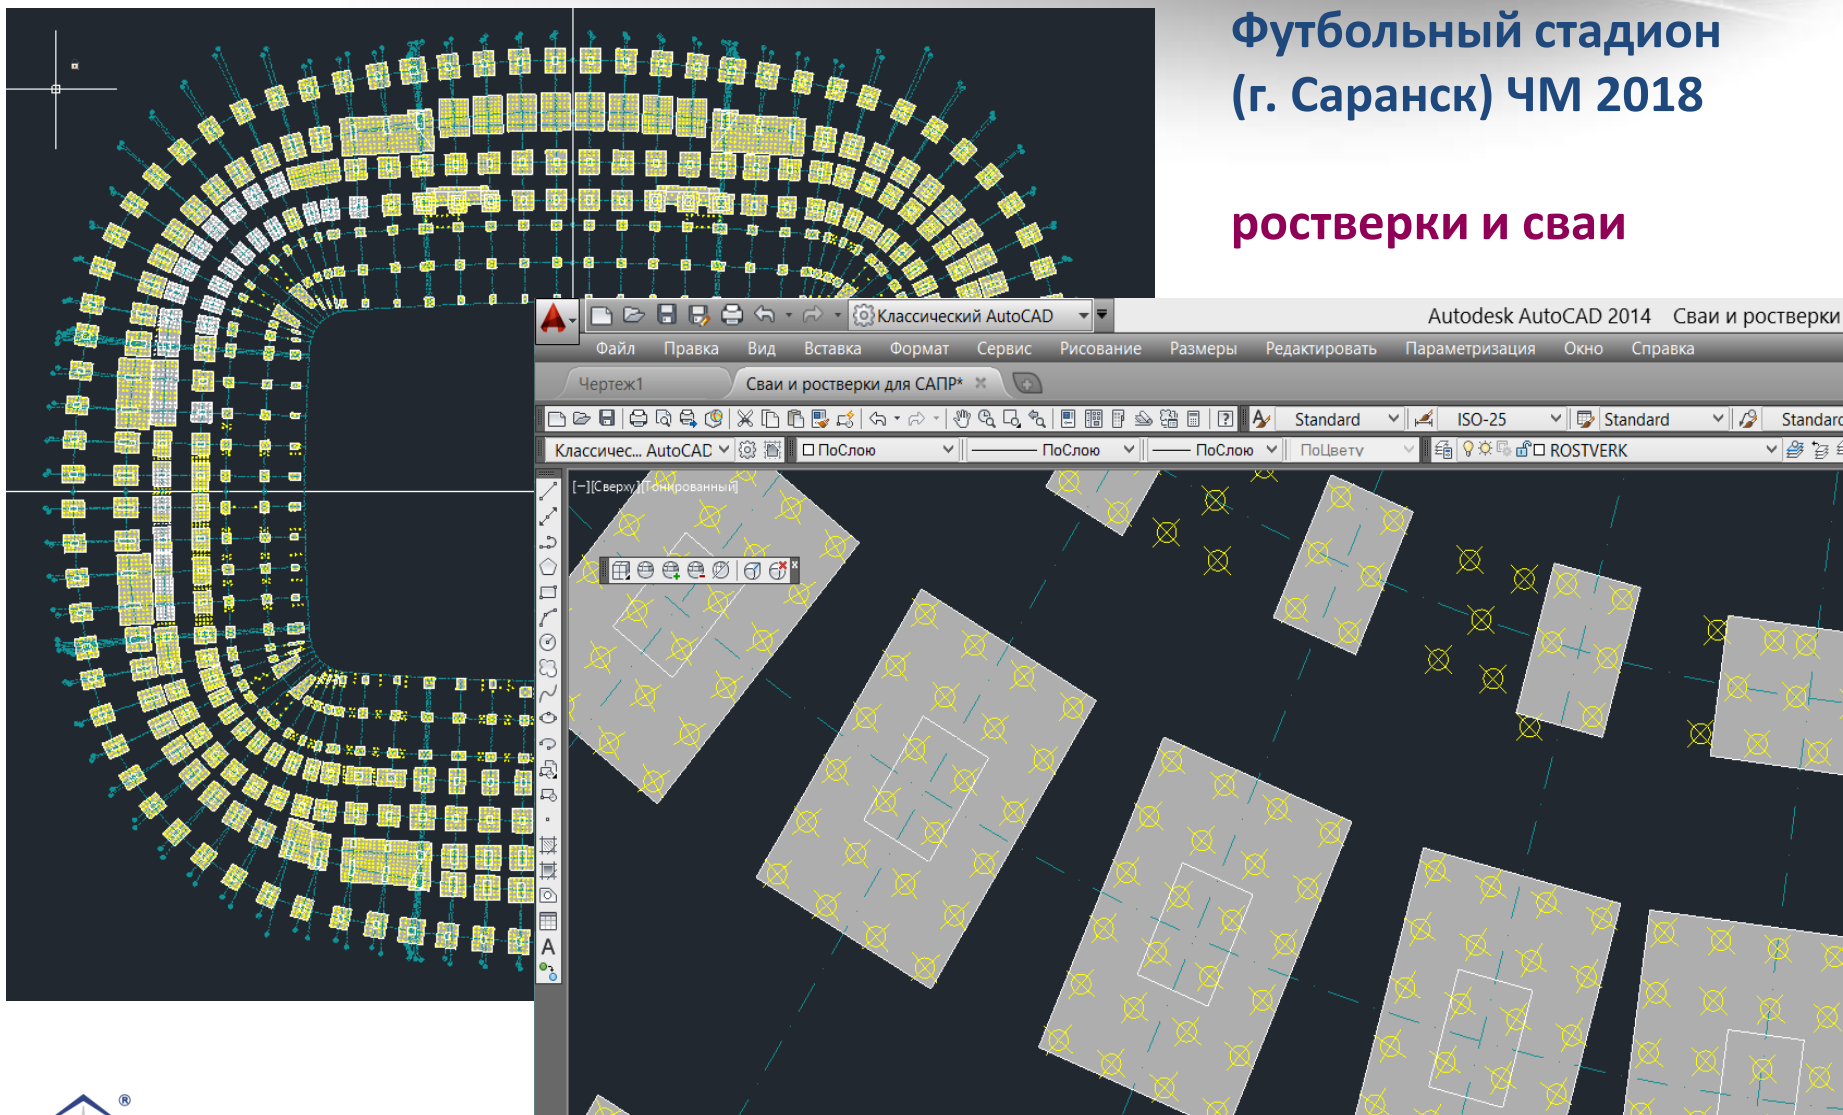 Футбольный стадион
(г. Саранск) ЧМ 2018
ростверки и сваи
Классический AutoCAD
Autodesk AutoCAD 2014 Сваи и ростверки
Файл Правка Вид Вставка Формат Сервис Рисование Размеры Редактировать Параметризация Окно Справка
Чертеж1 Сваи и ростверки для САПР*
Standard ISO-25 Standard Standard
Классичес... AutoCAD ПоСлою ПоСлою ПоСлою ПоЦвету ROSTVERK
[−][Сверху][Тонированный]
A
®